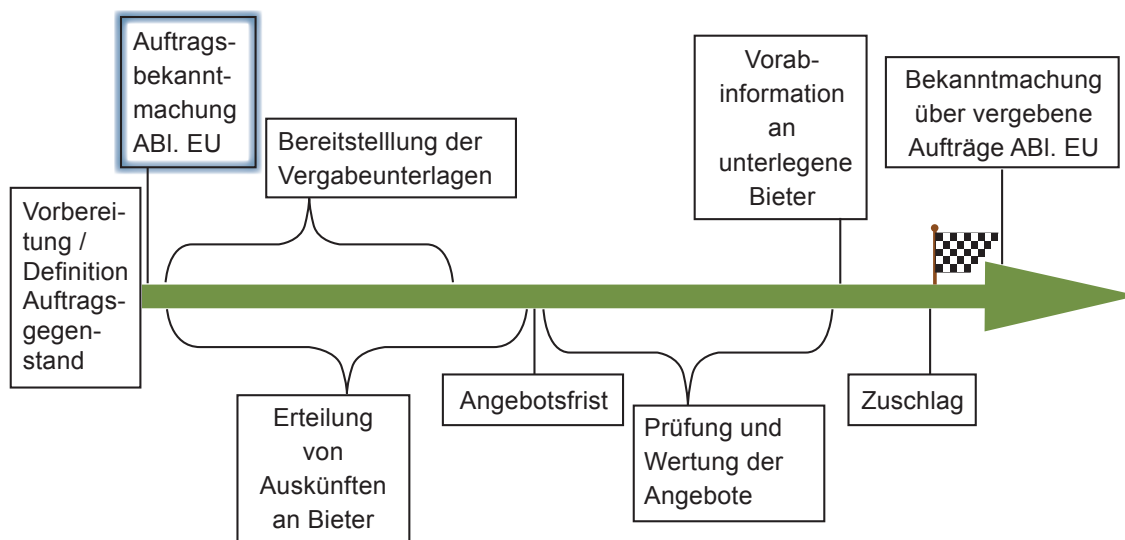 Auftrags-
bekannt-
machung
ABl. EU
Bereitstelllung der
Vergabeunterlagen
Vorab-
information
an
unterlegene
Bieter
Bekanntmachung
über vergebene
Aufträge ABl. EU
Vorberei-
tung /
Definition
Auftrags-
gegen-
stand
Erteilung
von
Auskünften
an Bieter
Angebotsfrist
Prüfung und
Wertung der
Angebote
Zuschlag